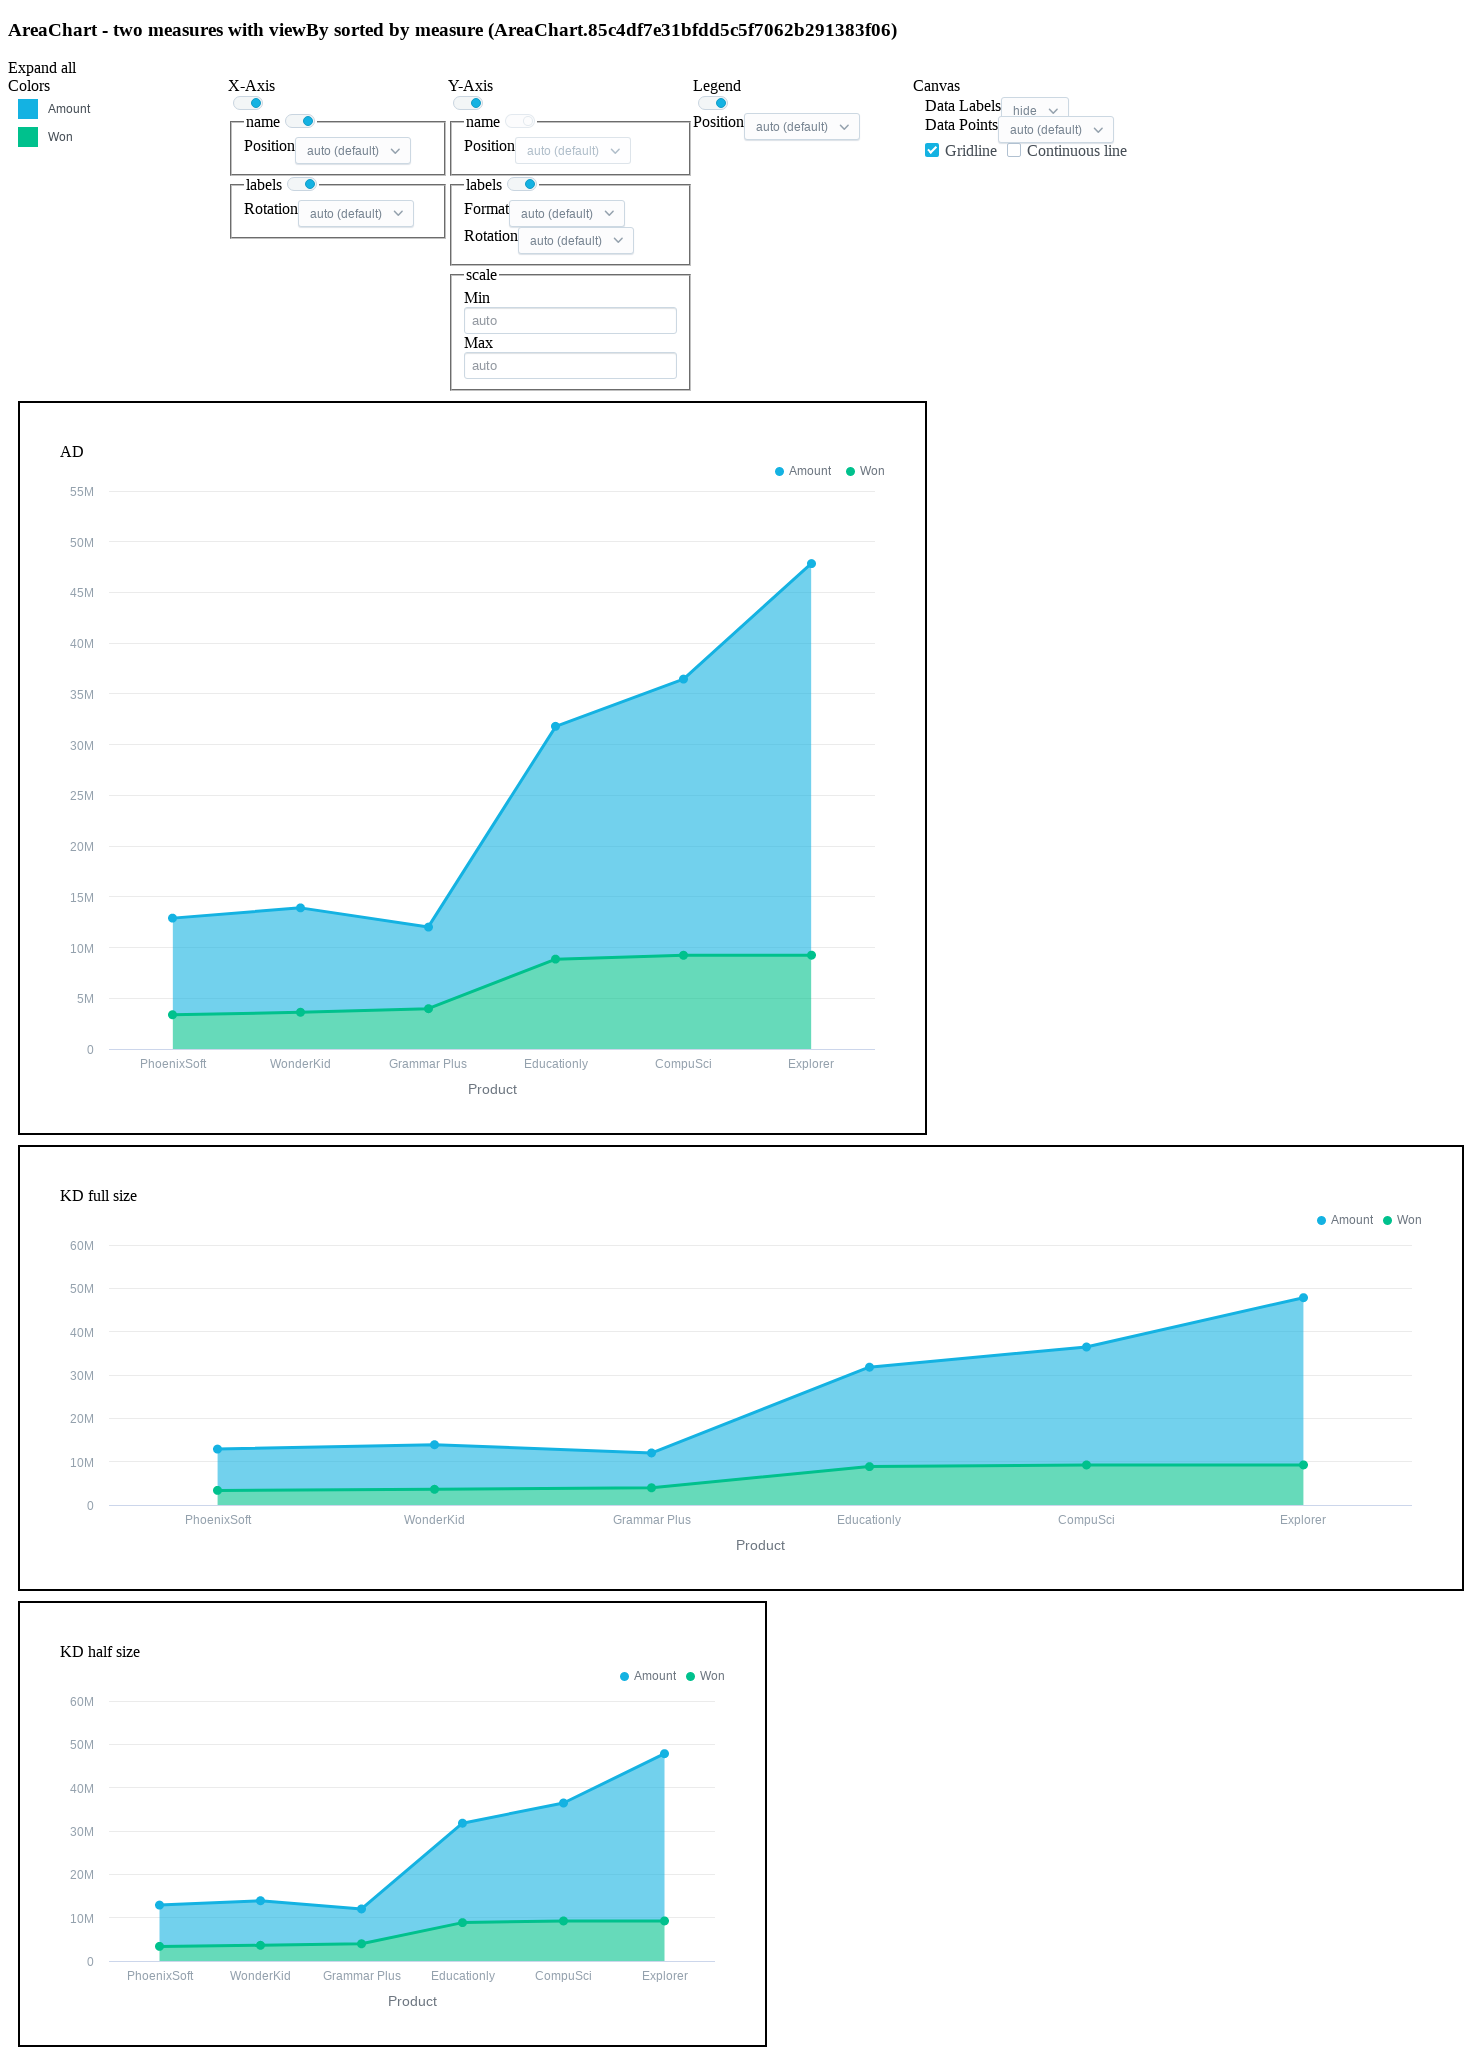 AreaChart - two measures with viewBy sorted by measure (AreaChart.85c4df7e31bfdd5c5f7062b291383f06)
Expand all
Colors
Amount
Won
X-Axis
name
Position auto (default)
labels
Rotation auto (default)
Y-Axis
name
Position auto (default)
labels
Format auto (default)
Rotation auto (default)
scale
Min
auto
Max
auto
Legend
Position auto (default)
Canvas
Data Labels hide
Data Points auto (default)
Gridline Continuous line
AD
Amount Won
55M
50M
45M
40M
35M
30M
25M
20M
15M
10M
5M
0
PhoenixSoft WonderKid Grammar Plus Educationly CompuSci Explorer
Product
KD full size
Amount Won
60M
50M
40M
30M
20M
10M
0
PhoenixSoft WonderKid Grammar Plus Educationly CompuSci Explorer
Product
KD half size
Amount Won
60M
50M
40M
30M
20M
10M
0
PhoenixSoft WonderKid Grammar Plus Educationly CompuSci Explorer
Product